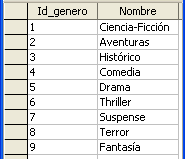 Id_genero Nombre
1 Ciencia-Ficción
2 Aventuras
3 Histórico
4 Comedia
5 Drama
6 Thriller
7 Suspense
8 Terror
9 Fantasía